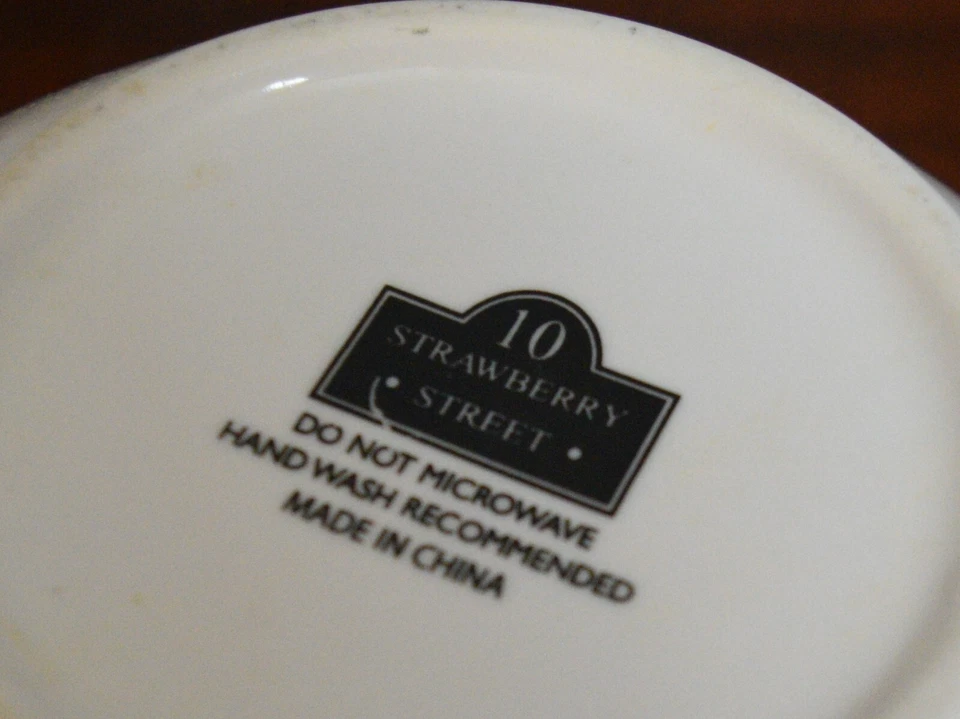 10
STRAWBERRY
• STREET •
DO NOT MICROWAVE
HAND WASH RECOMMENDED
MADE IN CHINA